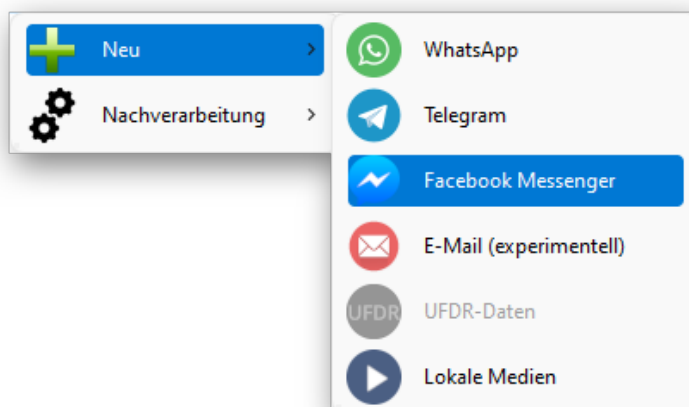 Neu
Nachverarbeitung
WhatsApp
Telegram
Facebook Messenger
E-Mail (experimentell)
UFDR
UFDR-Daten
Lokale Medien